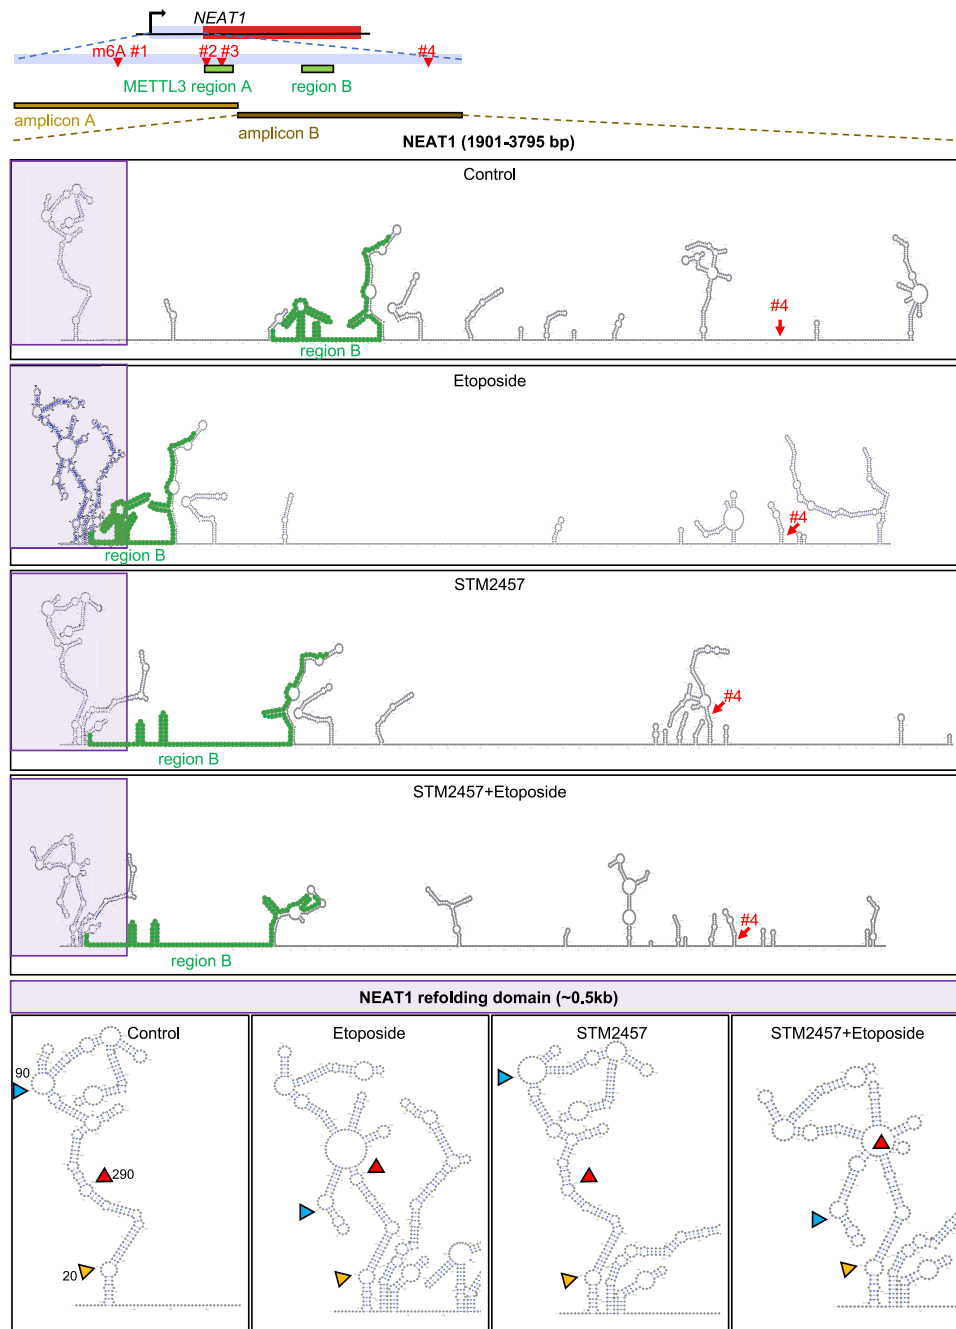 NEAT1
m6A #1
#2
#3
#4
METTL3 region A
region B
amplicon A
amplicon B
NEAT1 (1901-3795 bp)
Control
#4
region B
Etoposide
#4
region B
STM2457
#4
region B
STM2457+Etoposide
#4
region B
NEAT1 refolding domain (~0.5kb)
Control
Etoposide
STM2457
STM2457+Etoposide
90
290
20